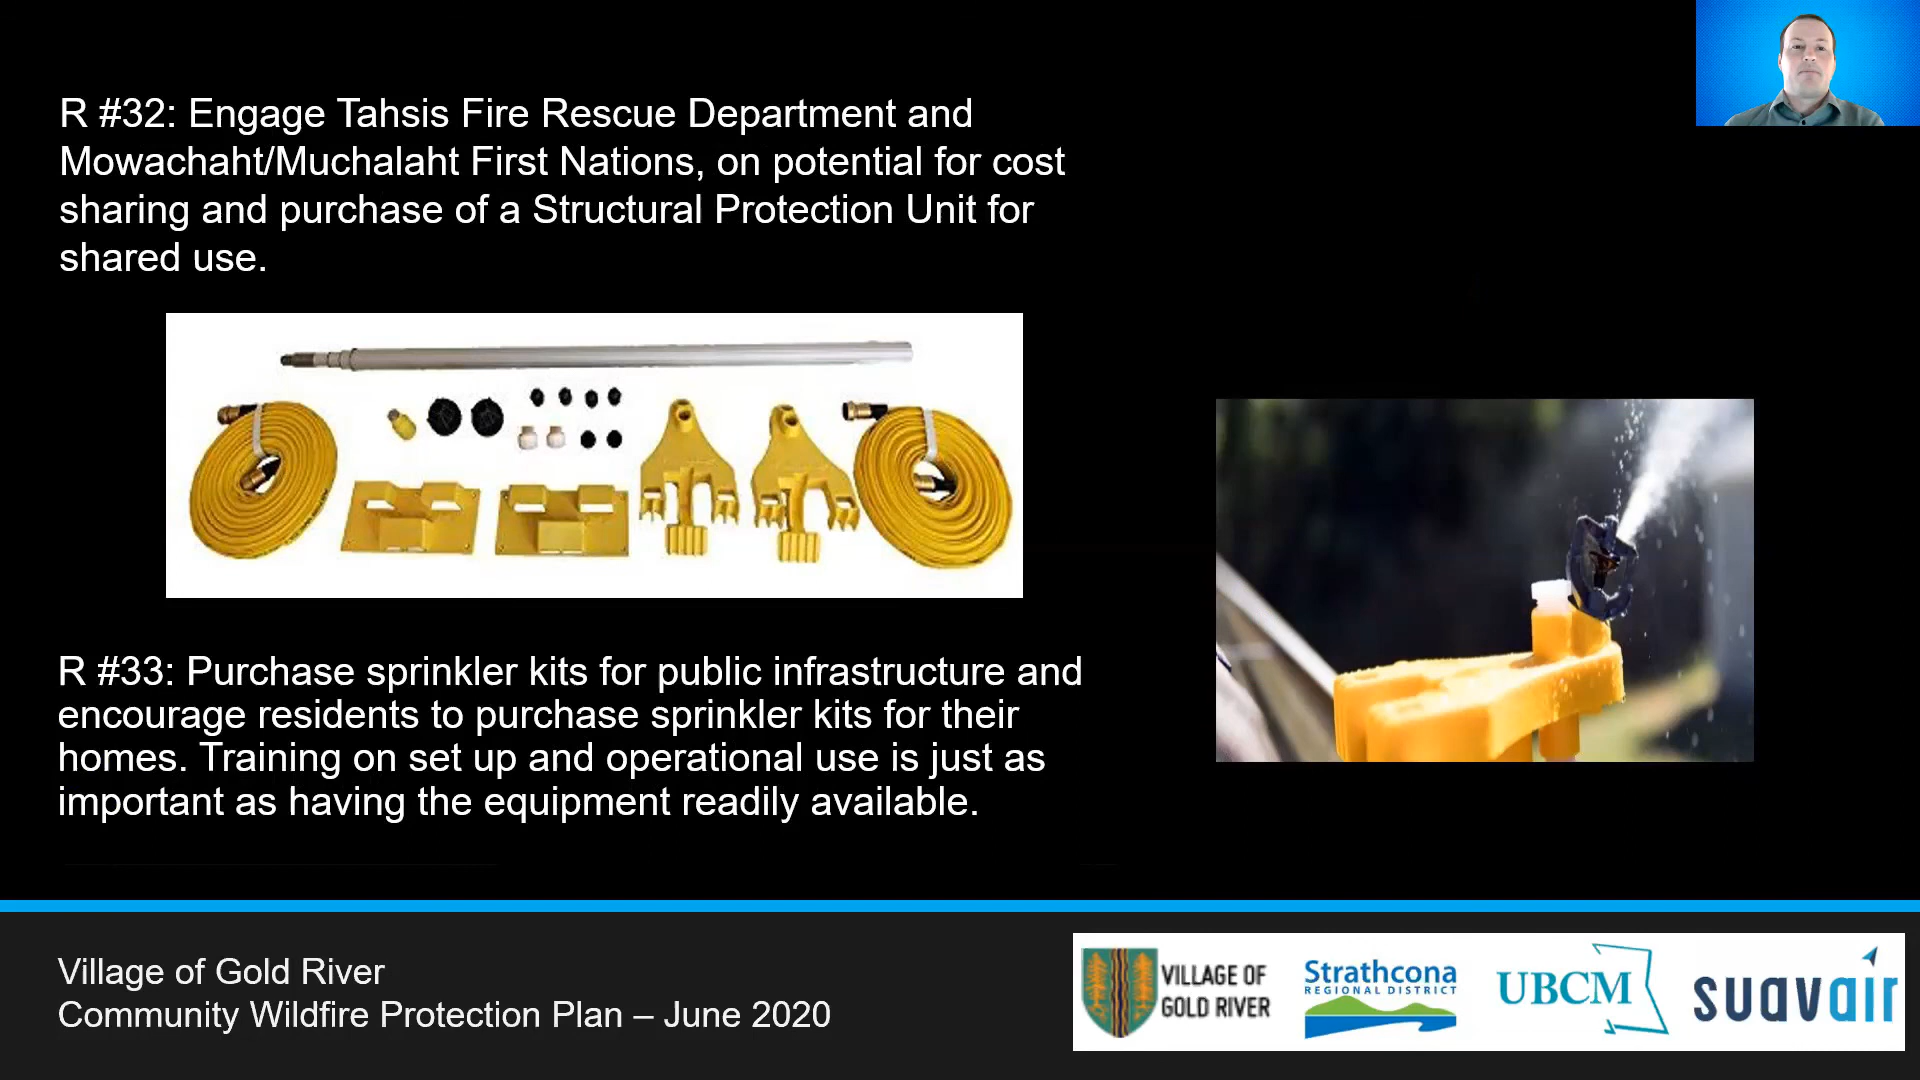 R #32: Engage Tahsis Fire Rescue Department and
Mowachaht/Muchalaht First Nations, on potential for cost
sharing and purchase of a Structural Protection Unit for
shared use.
R #33: Purchase sprinkler kits for public infrastructure and
encourage residents to purchase sprinkler kits for their
homes. Training on set up and operational use is just as
important as having the equipment readily available.
Village of Gold River
Community Wildfire Protection Plan – June 2020
VILLAGE OF
GOLD RIVER
Strathcona
REGIONAL DISTRICT
UBCM
suavair